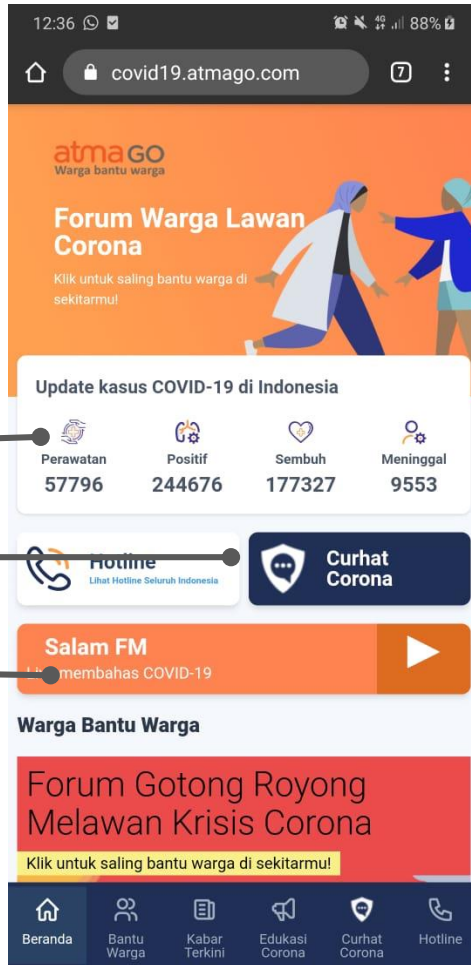 12:36 88%
covid19.atmago.com 7
atmaGO
Warga bantu warga
Forum Warga Lawan
Corona
Klik untuk saling bantu warga di
sekitarmu!
Update kasus COVID-19 di Indonesia
Perawatan Positif Sembuh Meninggal
57796 244676 177327 9553
Hotline
Lihat Hotline Seluruh Indonesia
Curhat
Corona
Salam FM
membahas COVID-19
Warga Bantu Warga
Forum Gotong Royong
Melawan Krisis Corona
Klik untuk saling bantu warga di sekitarmu!
Beranda Bantu Kabar Edukasi Curhat Hotline
Warga Terkini Corona Corona